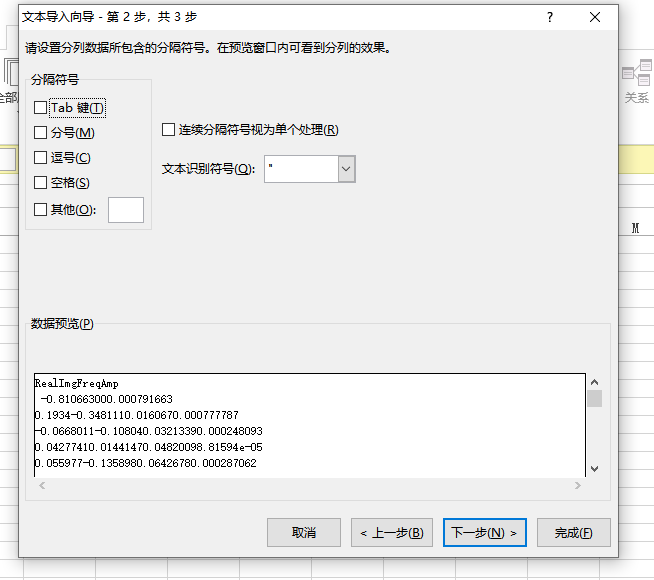 文本导入向导 - 第 2 步，共 3 步
?
请设置分列数据所包含的分隔符号。在预览窗口内可看到分列的效果。
分隔符号
Tab 键(T)
分号(M)
连续分隔符号视为单个处理(R)
逗号(C)
文本识别符号(Q): "
空格(S)
其他(O):
全部
关系
M
数据预览(P)
RealImgFreqAmp
-0.810663000.000791663
0.1934-0.3481110.0160670.000777787
-0.0668011-0.108040.03213390.000248093
0.04277410.01441470.04820098.81594e-05
0.055977-0.1358980.06426780.000287062
取消
< 上一步(B)
下一步(N) >
完成(F)